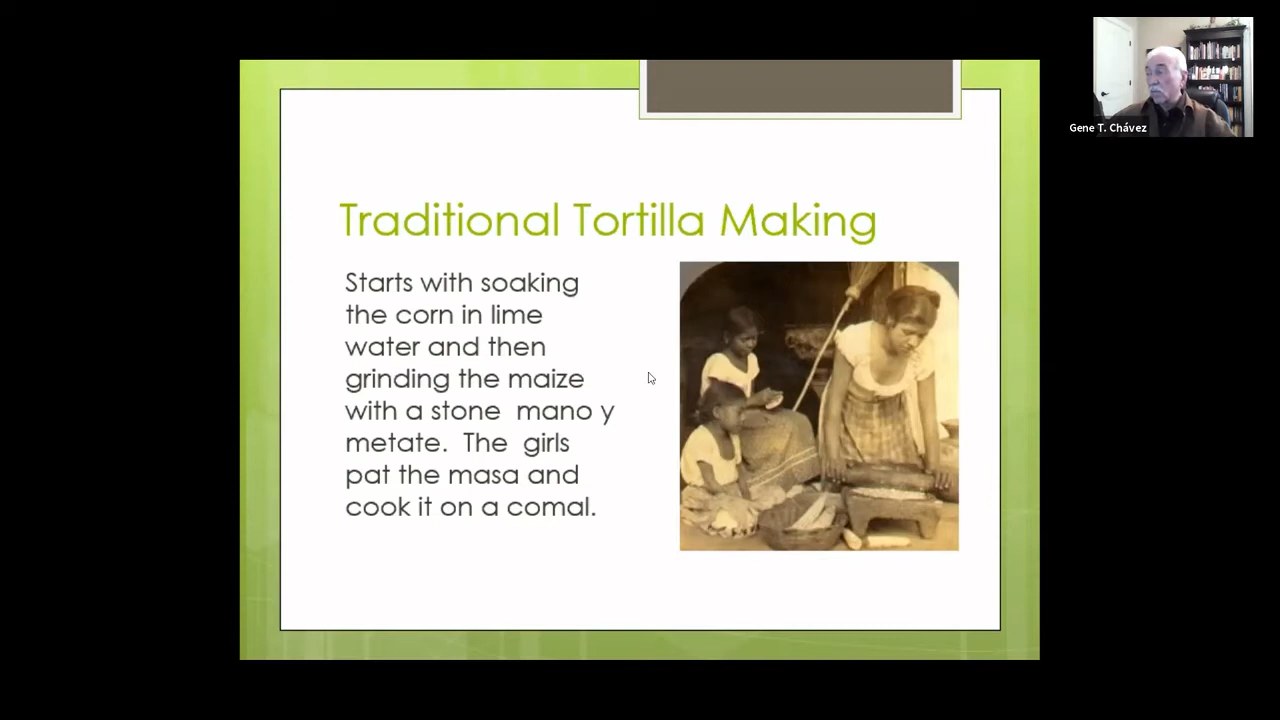 Traditional Tortilla Making
Starts with soaking
the corn in lime
water and then
grinding the maize
with a stone  mano y
metate.  The  girls
pat the masa and
cook it on a comal.
Gene T. Chávez